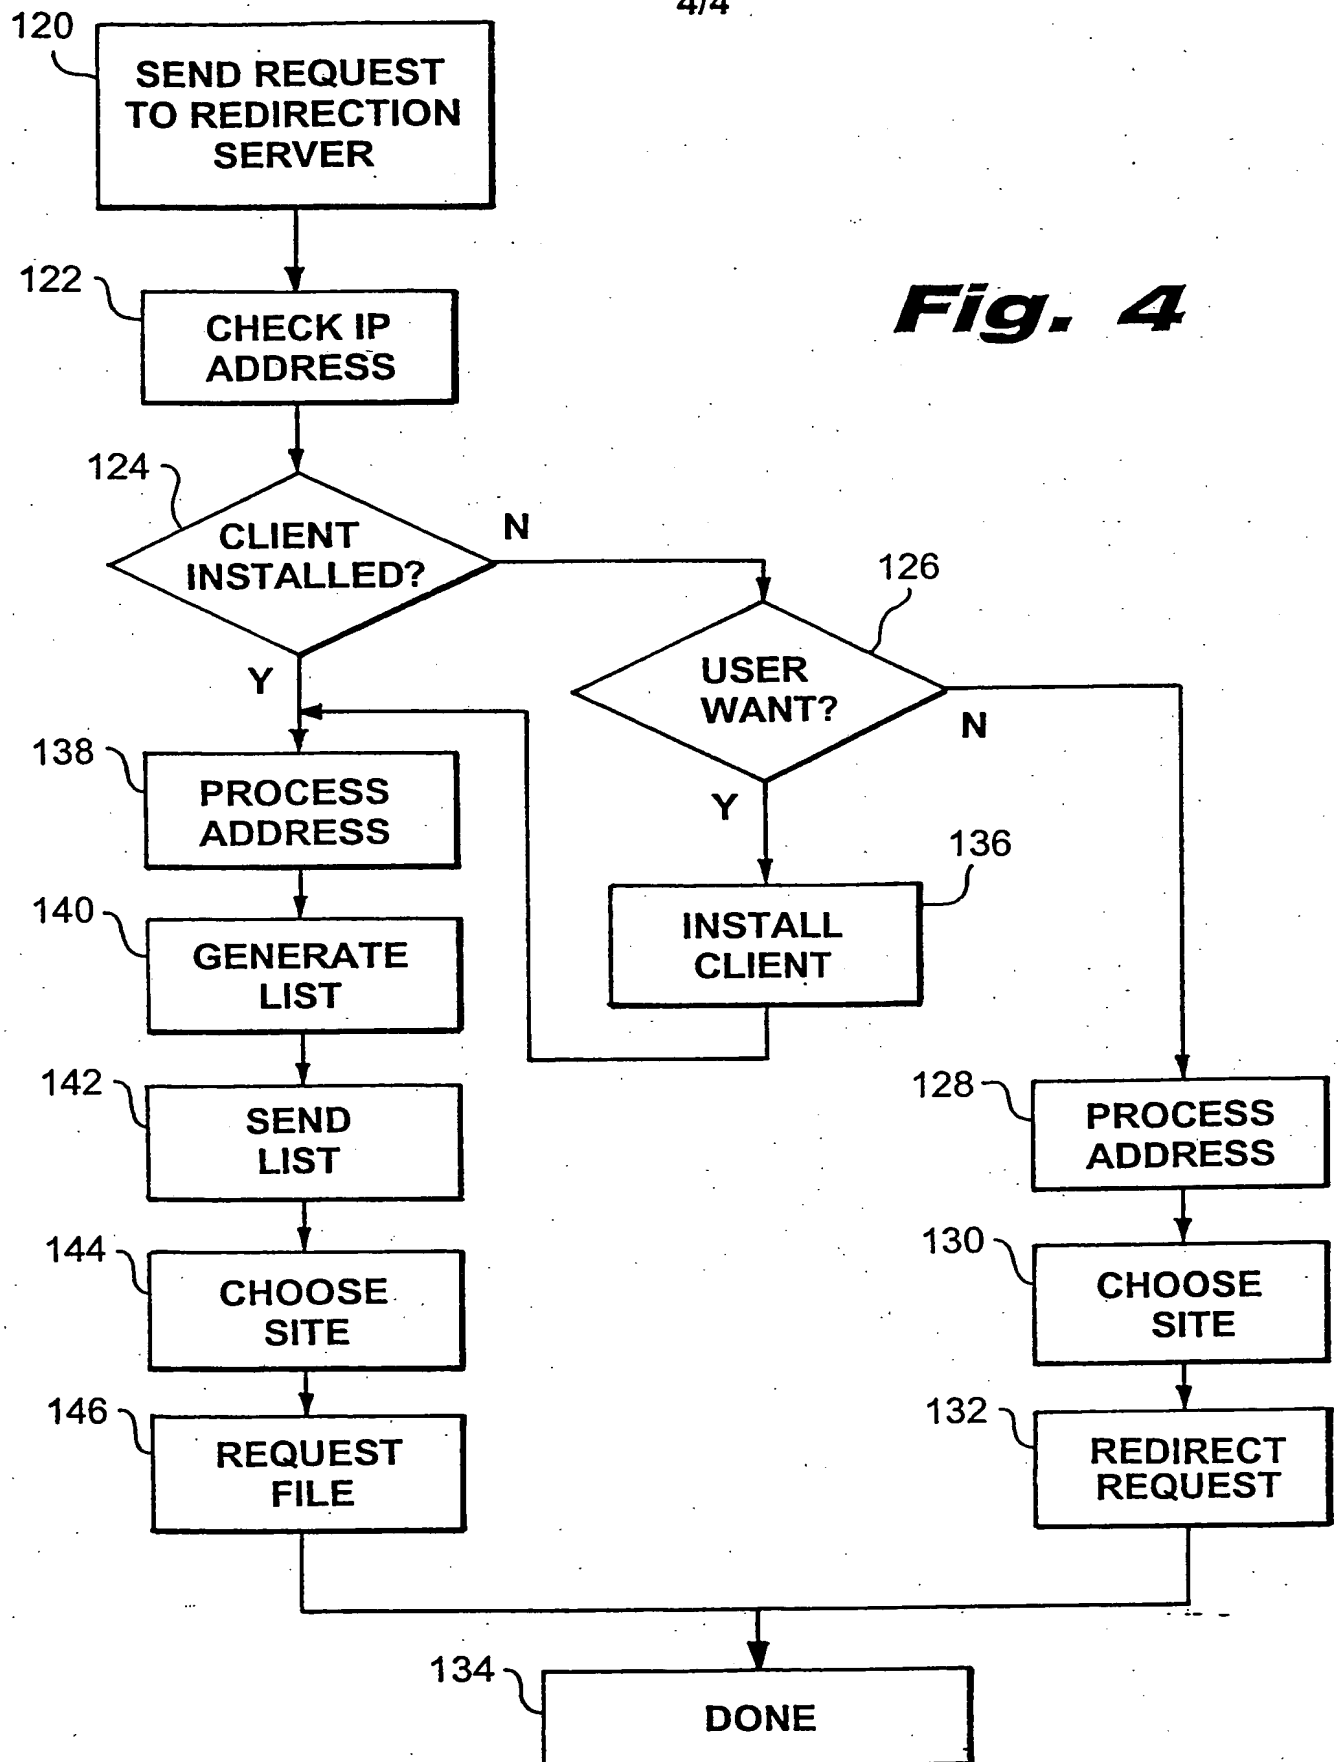 4/4
120
SEND REQUEST
TO REDIRECTION
SERVER
122
CHECK IP
ADDRESS
Fig. 4
124
CLIENT
INSTALLED?
N
Y
126
USER
WANT?
N
Y
138
PROCESS
ADDRESS
136
INSTALL
CLIENT
140
GENERATE
LIST
142
SEND
LIST
128
PROCESS
ADDRESS
144
CHOOSE
SITE
130
CHOOSE
SITE
146
REQUEST
FILE
132
REDIRECT
REQUEST
134
DONE